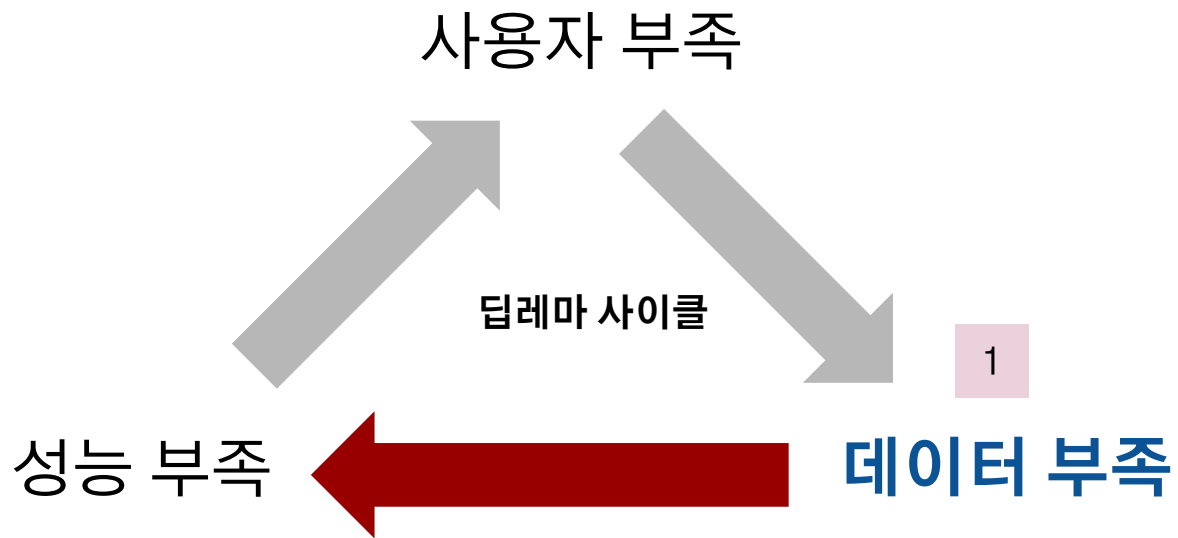 사용자 부족
딥레마 사이클
1
성능 부족
데이터 부족